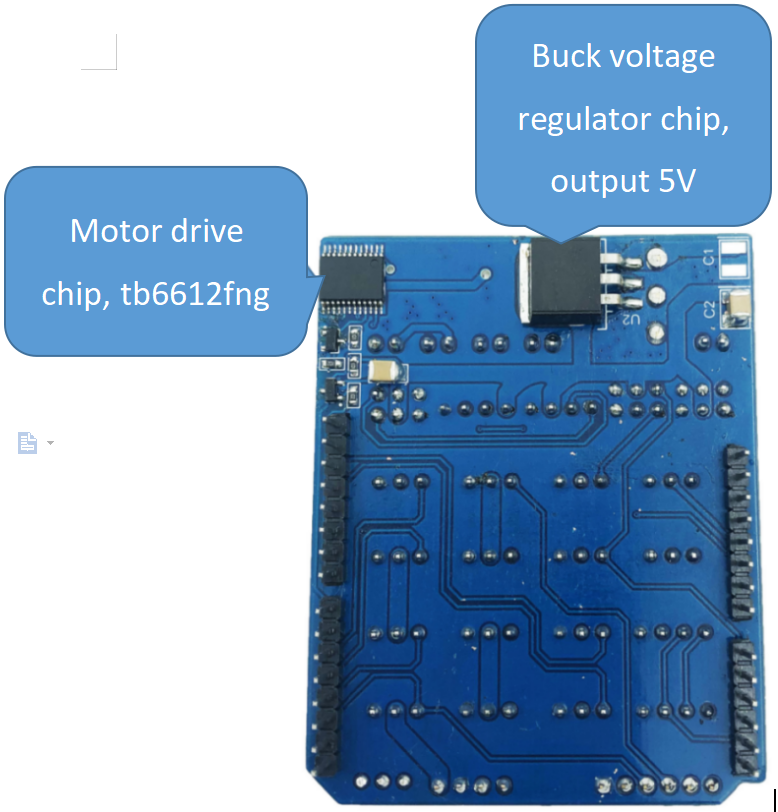 Buck voltage
regulator chip,
output 5V
Motor drive
chip, tb6612fng
C1
C2
U2